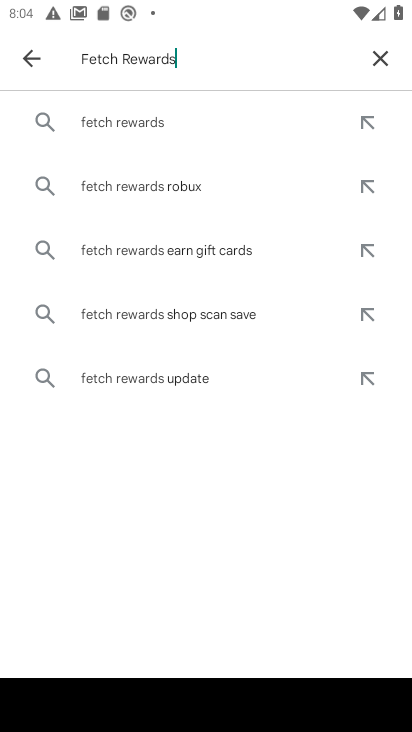 8:04
Fetch Rewards
fetch rewards
fetch rewards robux
fetch rewards earn gift cards
fetch rewards shop scan save
fetch rewards update